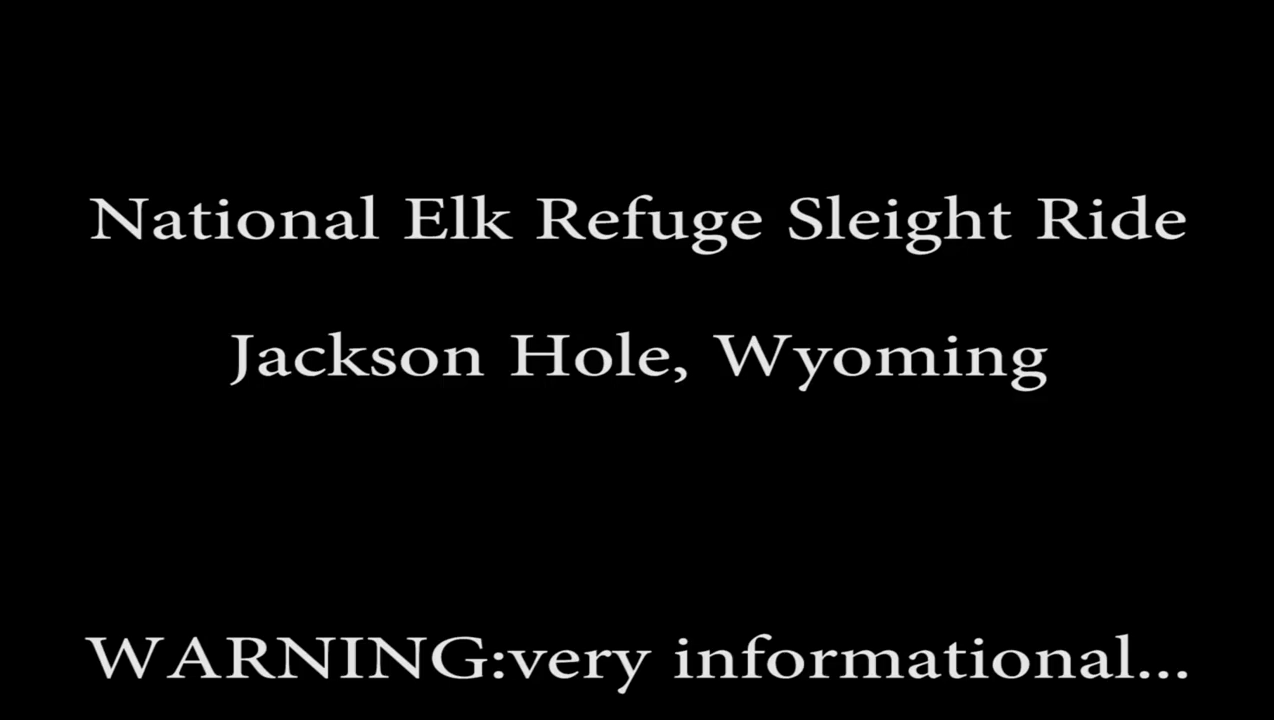 National Elk Refuge Sleight Ride
Jackson Hole, Wyoming
WARNING:very informational...